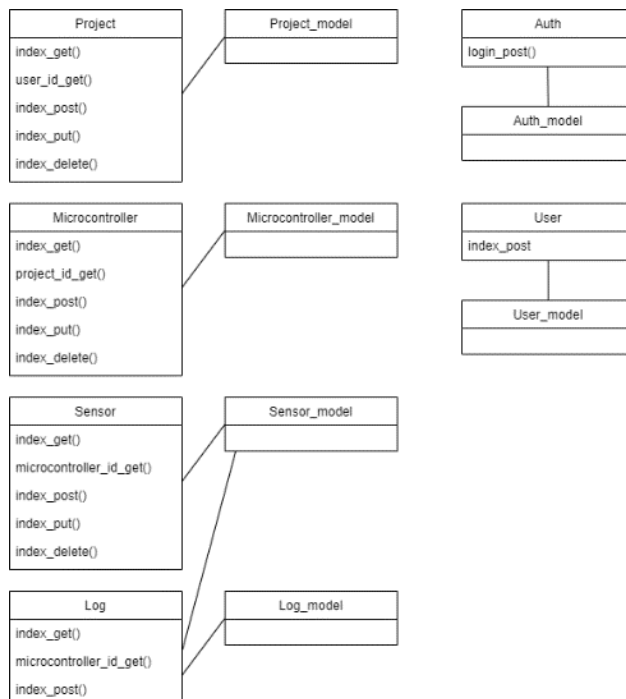 Project
index_get()
user_id_get()
index_post()
index_put()
index_delete()
Project_model
Auth
login_post()
Auth_model
Microcontroller
index_get()
project_id_get()
index_post()
index_put()
index_delete()
Microcontroller_model
User
index_post
User_model
Sensor
index_get()
microcontroller_id_get()
index_post()
index_put()
index_delete()
Sensor_model
Log
index_get()
microcontroller_id_get()
index_post()
Log_model